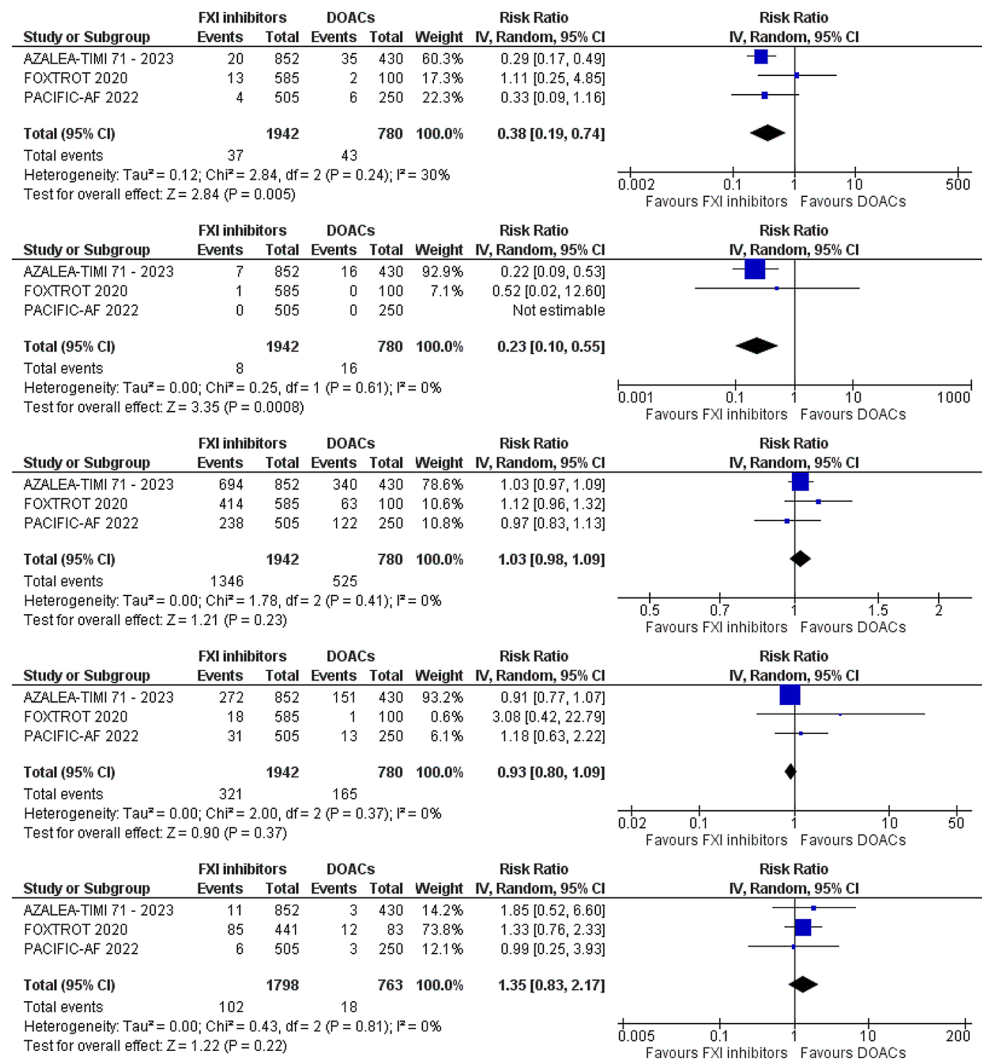 FXI inhibitors DOACs Risk Ratio Risk Ratio
Study or Subgroup Events Total Events Total Weight IV, Random, 95% CI IV, Random, 95% CI
AZALEA-TIMI 71 - 2023 20 852 35 430 60.3% 0.29 [0.17, 0.49]
FOXTROT 2020 13 585 2 100 17.3% 1.11 [0.25, 4.85]
PACIFIC-AF 2022 4 505 6 250 22.3% 0.33 [0.09, 1.16]
Total (95% CI) 1942 780 100.0% 0.38 [0.19, 0.74]
Total events 37 43
Heterogeneity: Tau² = 0.12; Chi² = 2.84, df = 2 (P = 0.24); I² = 30%
Test for overall effect: Z = 2.84 (P = 0.005)
0.002 0.1 1 10 500
Favours FXI inhibitors Favours DOACs
FXI inhibitors DOACs Risk Ratio Risk Ratio
Study or Subgroup Events Total Events Total Weight IV, Random, 95% CI IV, Random, 95% CI
AZALEA-TIMI 71 - 2023 7 852 16 430 92.9% 0.22 [0.09, 0.53]
FOXTROT 2020 1 585 0 100 7.1% 0.52 [0.02, 12.60]
PACIFIC-AF 2022 0 505 0 250 Not estimable
Total (95% CI) 1942 780 100.0% 0.23 [0.10, 0.55]
Total events 8 16
Heterogeneity: Tau² = 0.00; Chi² = 0.25, df = 1 (P = 0.61); I² = 0%
Test for overall effect: Z = 3.35 (P = 0.0008)
0.001 0.1 1 10 1000
Favours FXI inhibitors Favours DOACs
FXI inhibitors DOACs Risk Ratio Risk Ratio
Study or Subgroup Events Total Events Total Weight IV, Random, 95% CI IV, Random, 95% CI
AZALEA-TIMI 71 - 2023 694 852 340 430 78.6% 1.03 [0.97, 1.09]
FOXTROT 2020 414 585 63 100 10.6% 1.12 [0.96, 1.32]
PACIFIC-AF 2022 238 505 122 250 10.8% 0.97 [0.83, 1.13]
Total (95% CI) 1942 780 100.0% 1.03 [0.98, 1.09]
Total events 1346 525
Heterogeneity: Tau² = 0.00; Chi² = 1.78, df = 2 (P = 0.41); I² = 0%
Test for overall effect: Z = 1.21 (P = 0.23)
0.5 0.7 1 1.5 2
Favours FXI inhibitors Favours DOACs
FXI inhibitors DOACs Risk Ratio Risk Ratio
Study or Subgroup Events Total Events Total Weight IV, Random, 95% CI IV, Random, 95% CI
AZALEA-TIMI 71 - 2023 272 852 151 430 93.2% 0.91 [0.77, 1.07]
FOXTROT 2020 18 585 1 100 0.6% 3.08 [0.42, 22.79]
PACIFIC-AF 2022 31 505 13 250 6.1% 1.18 [0.63, 2.22]
Total (95% CI) 1942 780 100.0% 0.93 [0.80, 1.09]
Total events 321 165
Heterogeneity: Tau² = 0.00; Chi² = 2.00, df = 2 (P = 0.37); I² = 0%
Test for overall effect: Z = 0.90 (P = 0.37)
0.02 0.1 1 10 50
Favours FXI inhibitors Favours DOACs
FXI inhibitors DOACs Risk Ratio Risk Ratio
Study or Subgroup Events Total Events Total Weight IV, Random, 95% CI IV, Random, 95% CI
AZALEA-TIMI 71 - 2023 11 852 3 430 14.2% 1.85 [0.52, 6.60]
FOXTROT 2020 85 441 12 83 73.8% 1.33 [0.76, 2.33]
PACIFIC-AF 2022 6 505 3 250 12.1% 0.99 [0.25, 3.93]
Total (95% CI) 1798 763 100.0% 1.35 [0.83, 2.17]
Total events 102 18
Heterogeneity: Tau² = 0.00; Chi² = 0.43, df = 2 (P = 0.81); I² = 0%
Test for overall effect: Z = 1.22 (P = 0.22)
0.005 0.1 1 10 200
Favours FXI inhibitors Favours DOACs